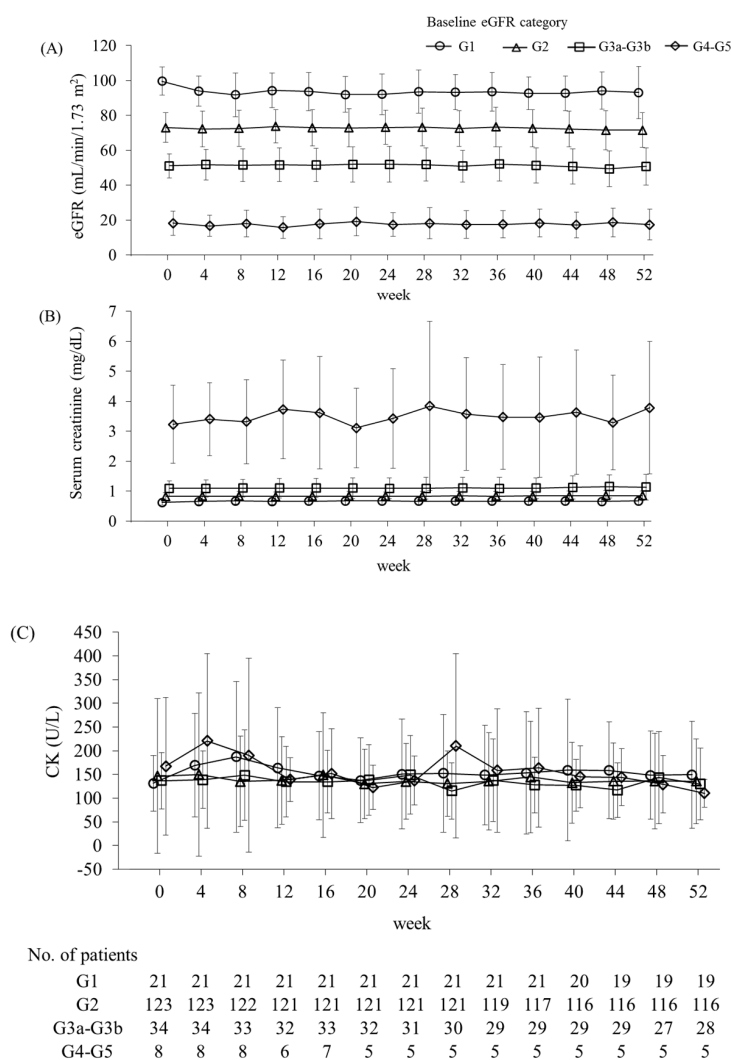 Baseline eGFR category
G1 G2 G3a-G3b G4-G5
(A)
eGFR (mL/min/1.73 m²)
120
100
80
60
40
20
0
0 4 8 12 16 20 24 28 32 36 40 44 48 52
week
(B)
Serum creatinine (mg/dL)
7
6
5
4
3
2
1
0
0 4 8 12 16 20 24 28 32 36 40 44 48 52
week
(C)
CK (U/L)
450
400
350
300
250
200
150
100
50
0
-50
0 4 8 12 16 20 24 28 32 36 40 44 48 52
week
No. of patients
G1 21 21 21 21 21 21 21 21 21 21 20 19 19 19
G2 123 123 122 121 121 121 121 121 119 117 116 116 116 116
G3a-G3b 34 34 33 32 33 32 31 30 29 29 29 29 27 28
G4-G5 8 8 8 6 7 5 5 5 5 5 5 5 5 5